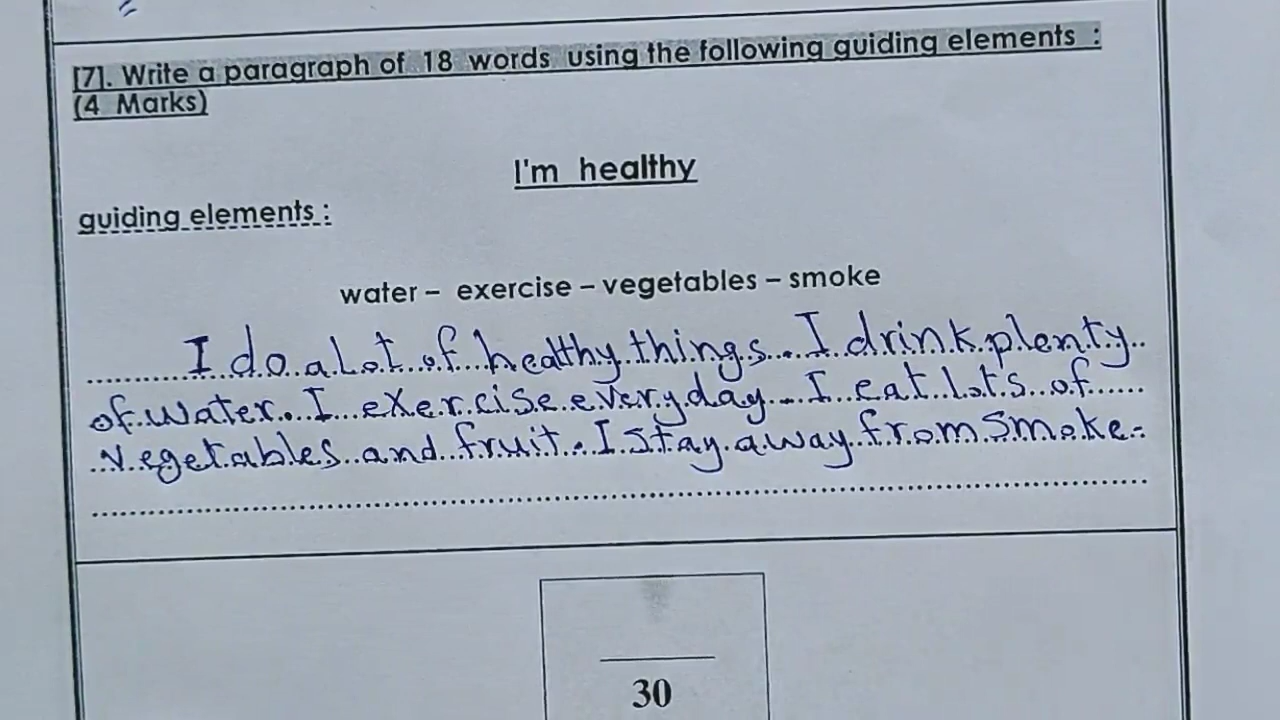 [7]. Write a paragraph of 18 words using the following guiding elements :
(4 Marks)
I'm healthy
guiding elements :
water – exercise – vegetables – smoke
I do a lot of healthy things. I drink plenty
of water. I exercise every day. I eat lots of
vegetables and fruit. I stay away from smoke.
30